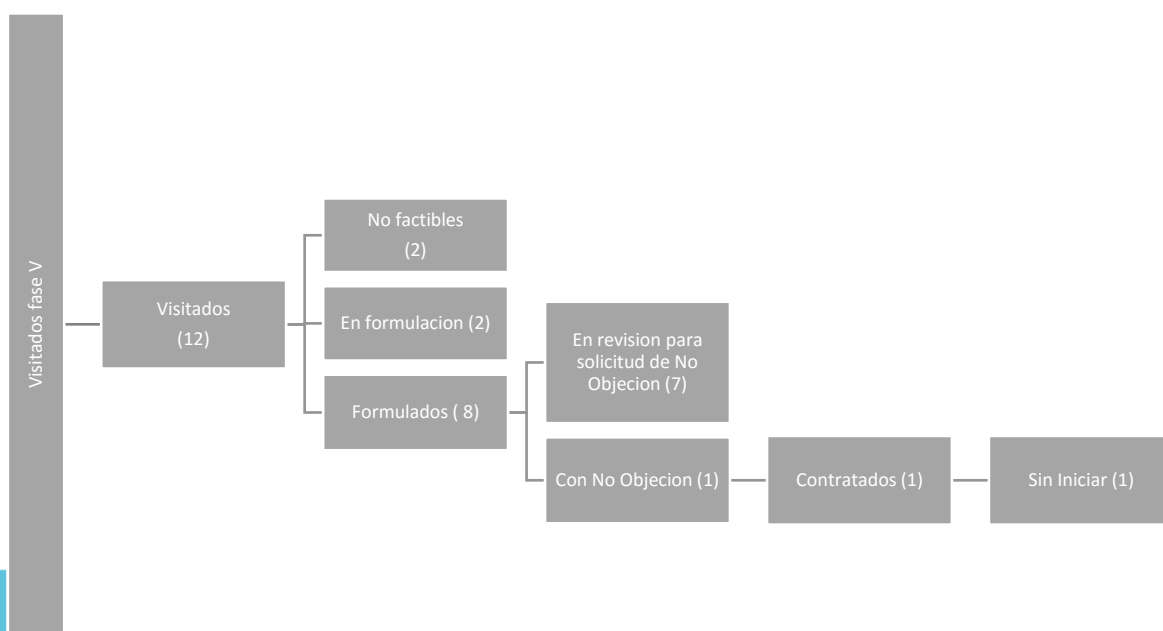 Visitados fase V
Visitados
(12)
No factibles
(2)
En formulacion (2)
Formulados ( 8)
En revision para
solicitud de No
Objecion (7)
Con No Objecion (1)
Contratados (1)
Sin Iniciar (1)